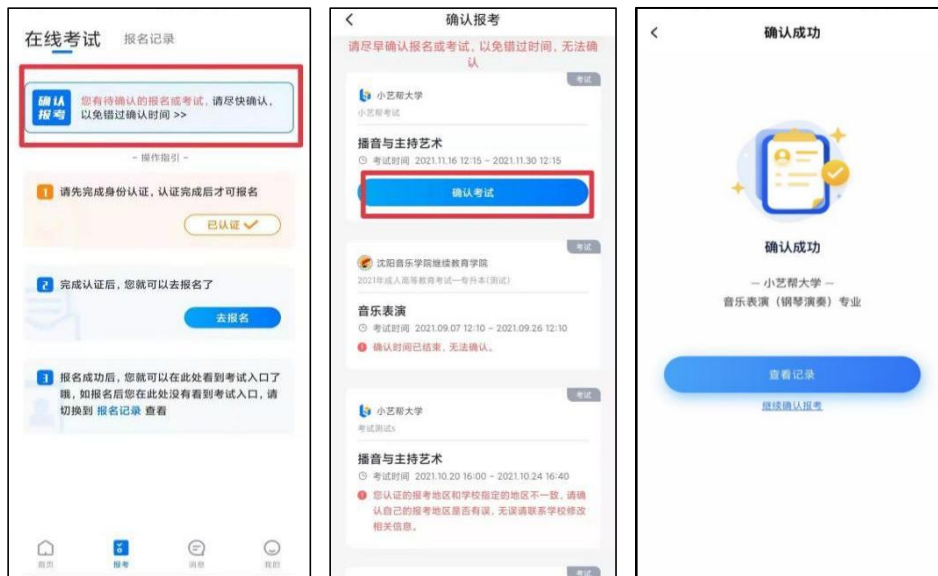 在线考试 报名记录
确认
报考
您有待确认的报名或考试，请尽快确认，
以免错过确认时间 >>
- 操作指引 -
1 请先完成身份认证，认证完成后才可报名
已认证
2 完成认证后，您就可以去报名了
去报名
3 报名成功后，您就可以在此处看到考试入口了
哦，如报名后您在此处没有看到考试入口，请
切换到 报名记录 查看
首页 报考 消息 我的
确认报考
请尽早确认报名或考试，以免错过时间，无法确
认
考试
小艺帮大学
小艺帮考试
播音与主持艺术
考试时间 2021.11.16 12:15 - 2021.11.30 12:15
确认考试
考试
沈阳音乐学院继续教育学院
2021年成人高等教育考试—专升本(测试)
音乐表演
考试时间 2021.09.07 12:10 - 2021.09.26 12:10
确认时间已结束，无法确认。
考试
小艺帮大学
考试测试s
播音与主持艺术
考试时间 2021.10.20 16:00 - 2021.10.24 16:40
您认证的报考地区和学校指定的地区不一致，请确
认自己的报考地区是否有误，无误请联系学校修改
相关信息。
考试
确认成功
确认成功
— 小艺帮大学 —
音乐表演（钢琴演奏）专业
查看记录
继续确认报考